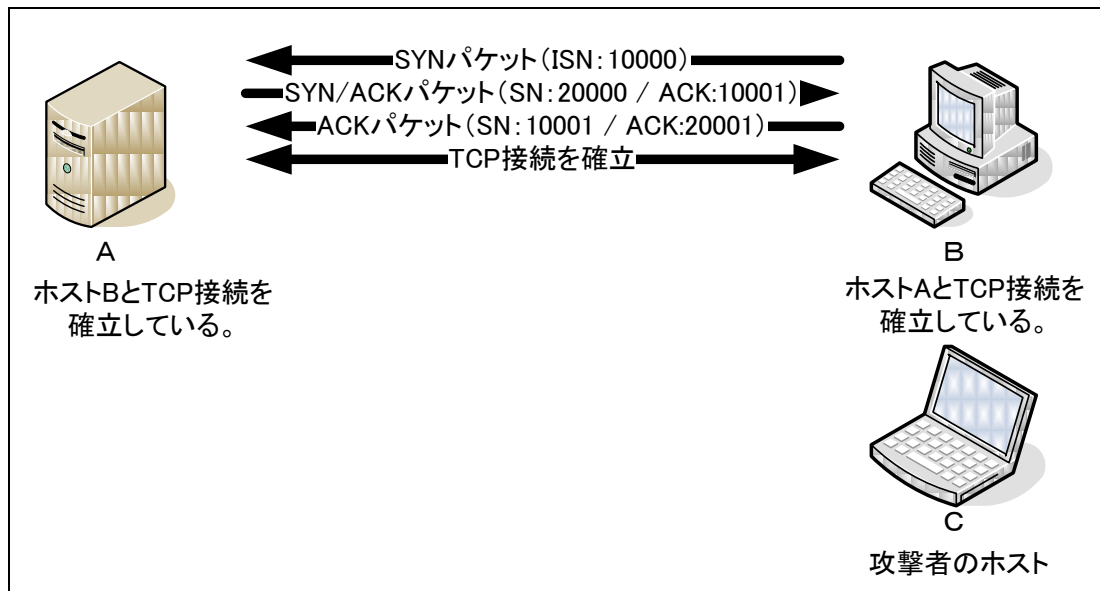 SYNパケット（ISN：10000）
SYN/ACKパケット（SN：20000 / ACK:10001）
ACKパケット（SN：10001 / ACK:20001）
TCP接続を確立
A
ホストBとTCP接続を
確立している。
B
ホストAとTCP接続を
確立している。
C
攻撃者のホスト